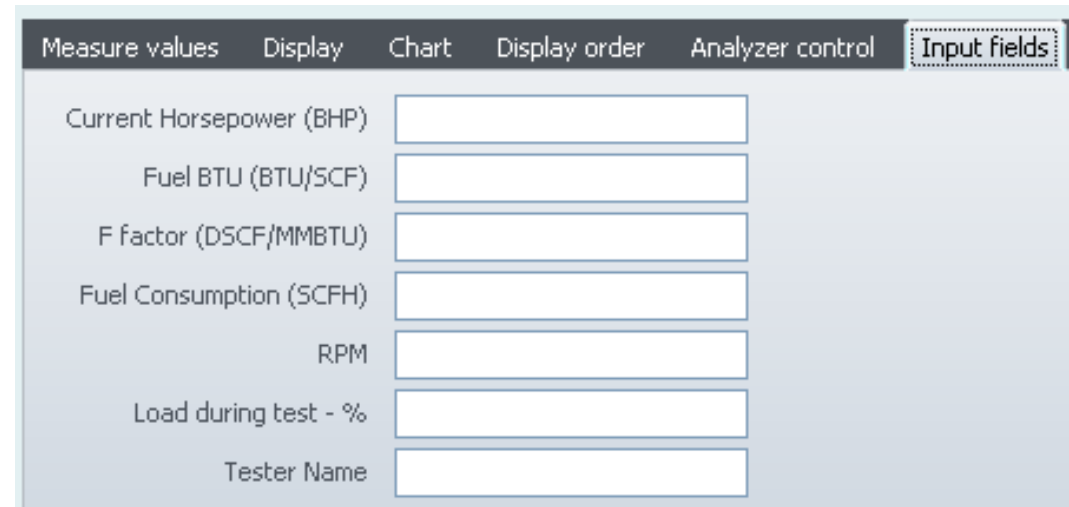 Measure values Display Chart Display order Analyzer control Input fields
Current Horsepower (BHP)
Fuel BTU (BTU/SCF)
F factor (DSCF/MMBTU)
Fuel Consumption (SCFH)
RPM
Load during test - %
Tester Name